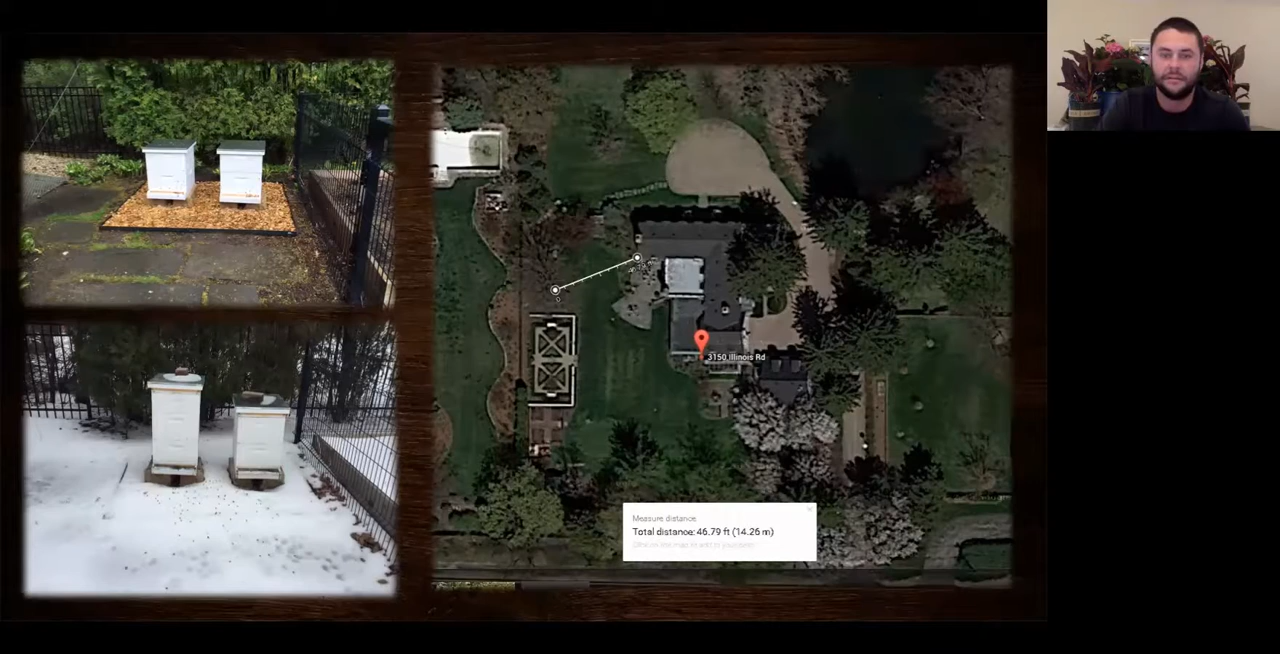 3150 Illinois Rd
Measure distance
Total distance: 46.79 ft (14.26 m)